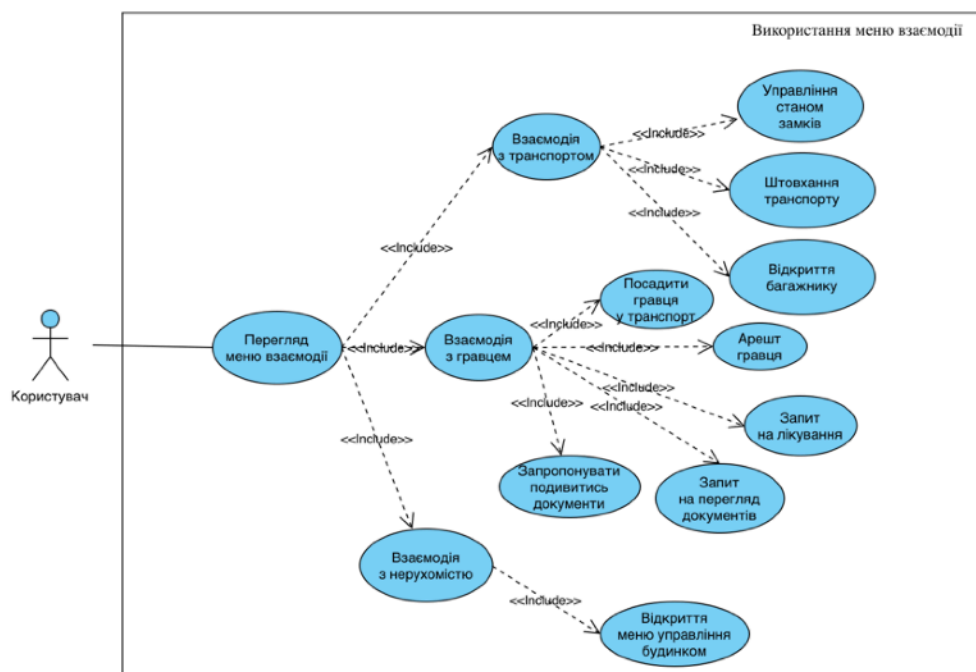 Використання меню взаємодії
Управління
станом
замків
<<Include>>
Взаємодія
з транспортом
<<Include>>
Штовхання
транспорту
<<Include>>
<<Include>>
Відкриття
багажнику
Посадити
гравця
у транспорт
<<Include>>
Перегляд
меню взаємодії
<<Include>>
Взаємодія
з гравцем
<<Include>>
Арешт
гравця
Користувач
<<Include>>
<<Include>>
<<Include>>
Запит
на лікування
<<Include>>
Запропонувати
подивитись
документи
Запит
на перегляд
документів
Взаємодія
з нерухомістю
<<Include>>
Відкриття
меню управління
будинком